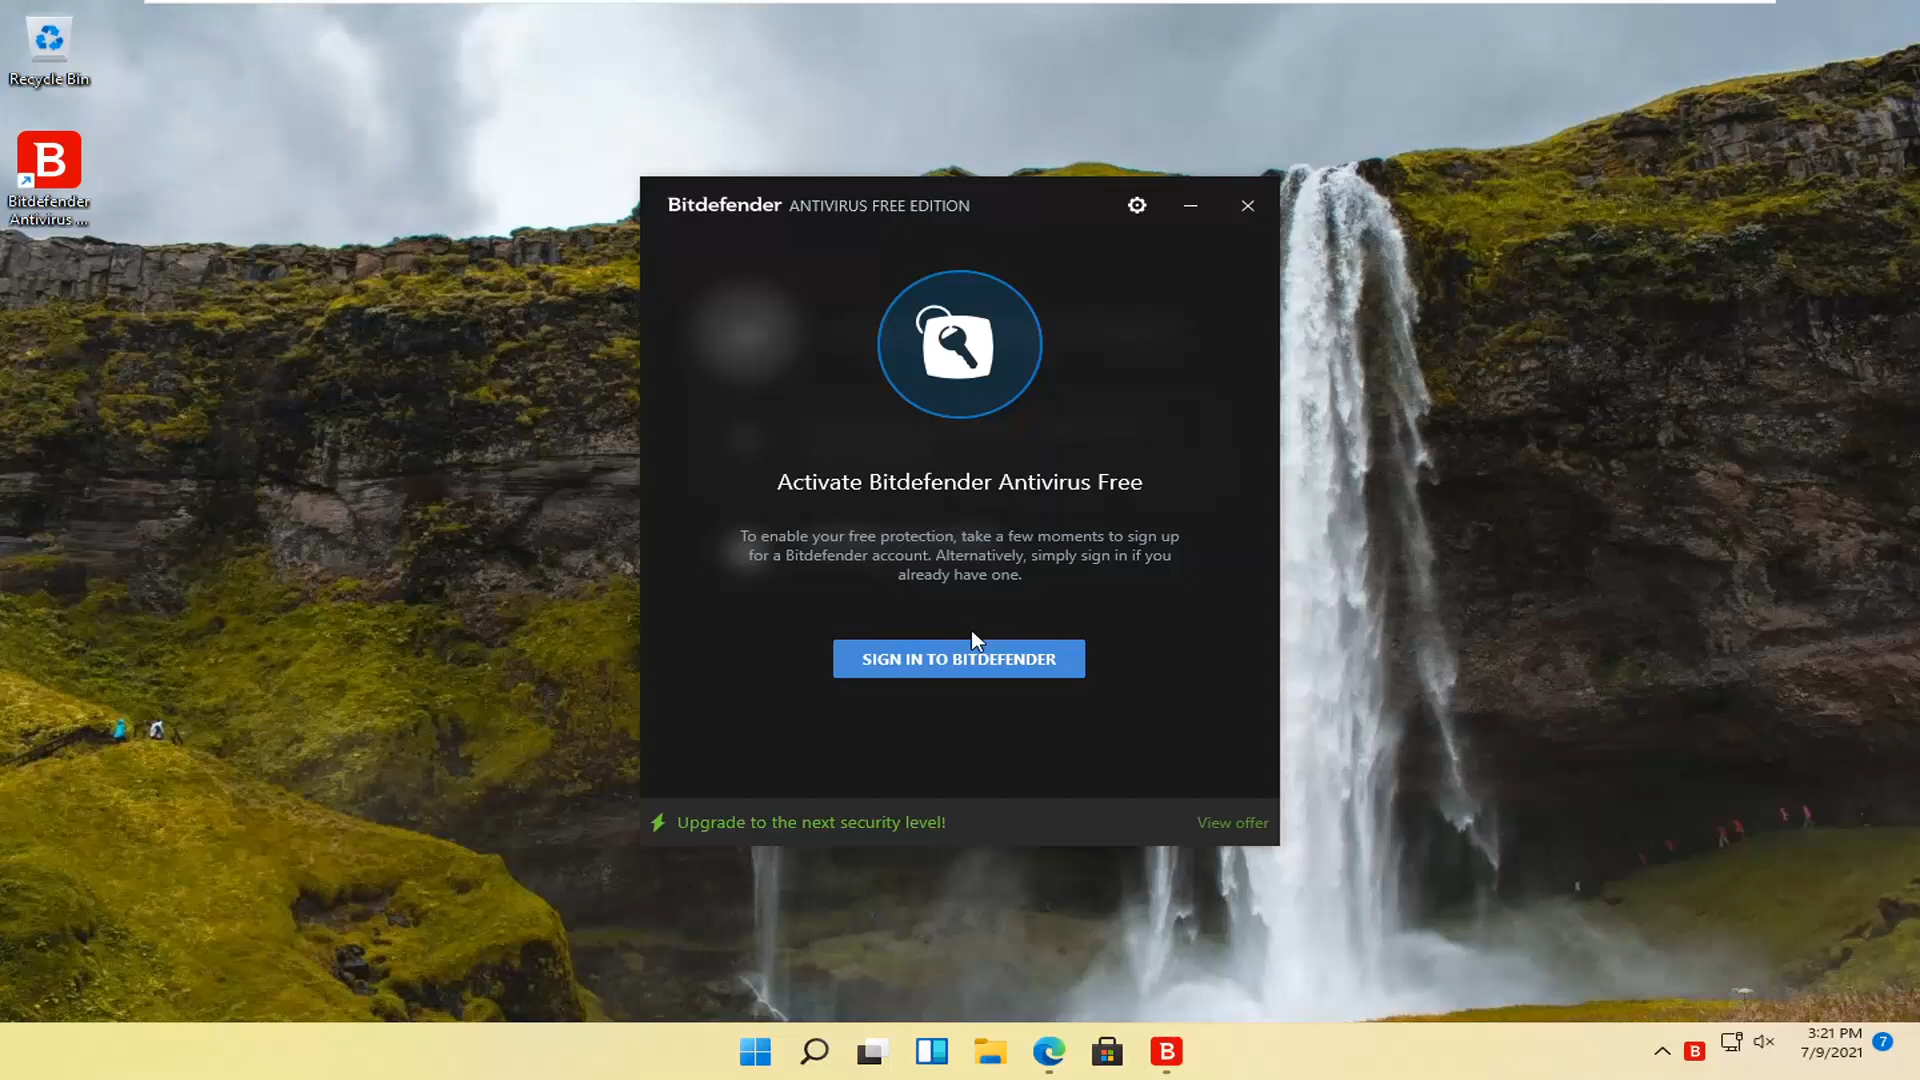 Recycle Bin
B
Bitdefender
Antivirus ...
Bitdefender ANTIVIRUS FREE EDITION
Activate Bitdefender Antivirus Free
To enable your free protection, take a few moments to sign up
for a Bitdefender account. Alternatively, simply sign in if you
already have one.
SIGN IN TO BITDEFENDER
Upgrade to the next security level!
View offer
B
B
3:21 PM
7/9/2021
7